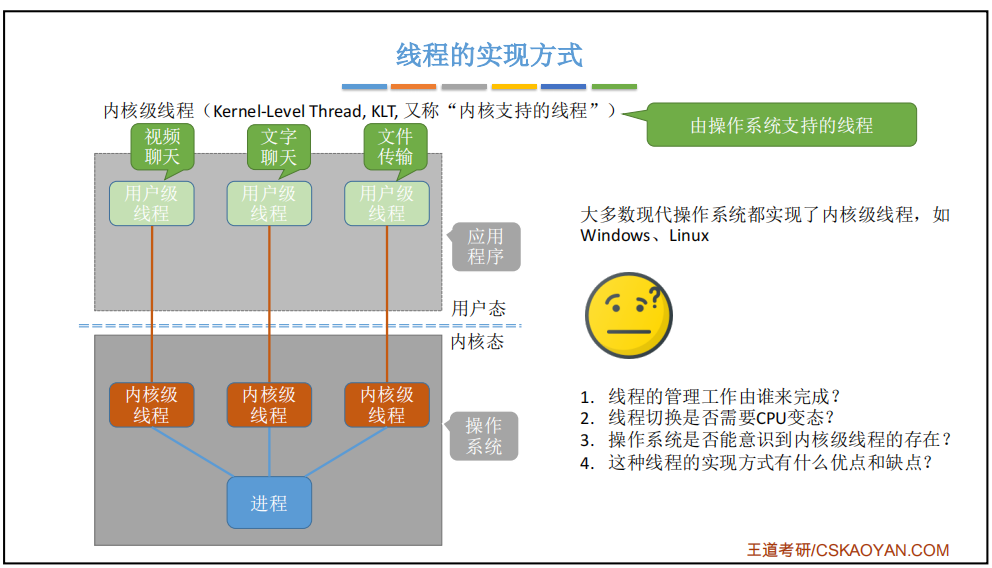 线程的实现方式
内核级线程（Kernel-Level Thread, KLT, 又称“内核支持的线程”）
由操作系统支持的线程
视频
聊天
文字
聊天
文件
传输
用户级
线程
用户级
线程
用户级
线程
应用
程序
大多数现代操作系统都实现了内核级线程，如
Windows、Linux
用户态
内核态
内核级
线程
内核级
线程
内核级
线程
操作
系统
进程
1. 线程的管理工作由谁来完成？
2. 线程切换是否需要CPU变态？
3. 操作系统是否能意识到内核级线程的存在？
4. 这种线程的实现方式有什么优点和缺点？
王道考研/CSKAOYAN.COM